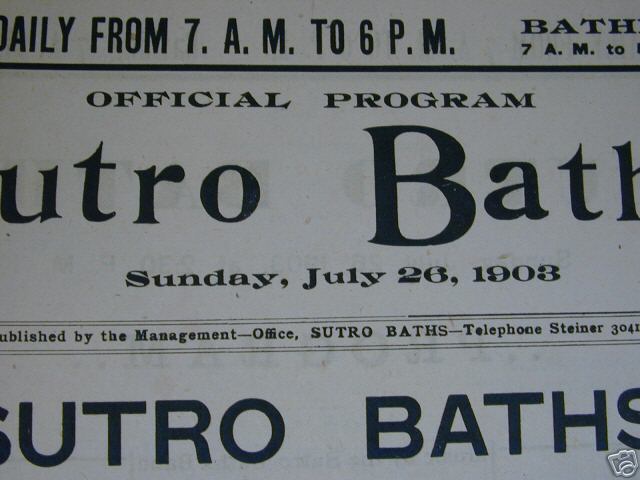 DAILY FROM 7. A. M. TO 6 P. M.
BATH
7 A. M. to
OFFICIAL PROGRAM
utro Bath
Sunday, July 26, 1903
ublished by the Management—Office, SUTRO BATHS—Telephone Steiner 3041
SUTRO BATHS